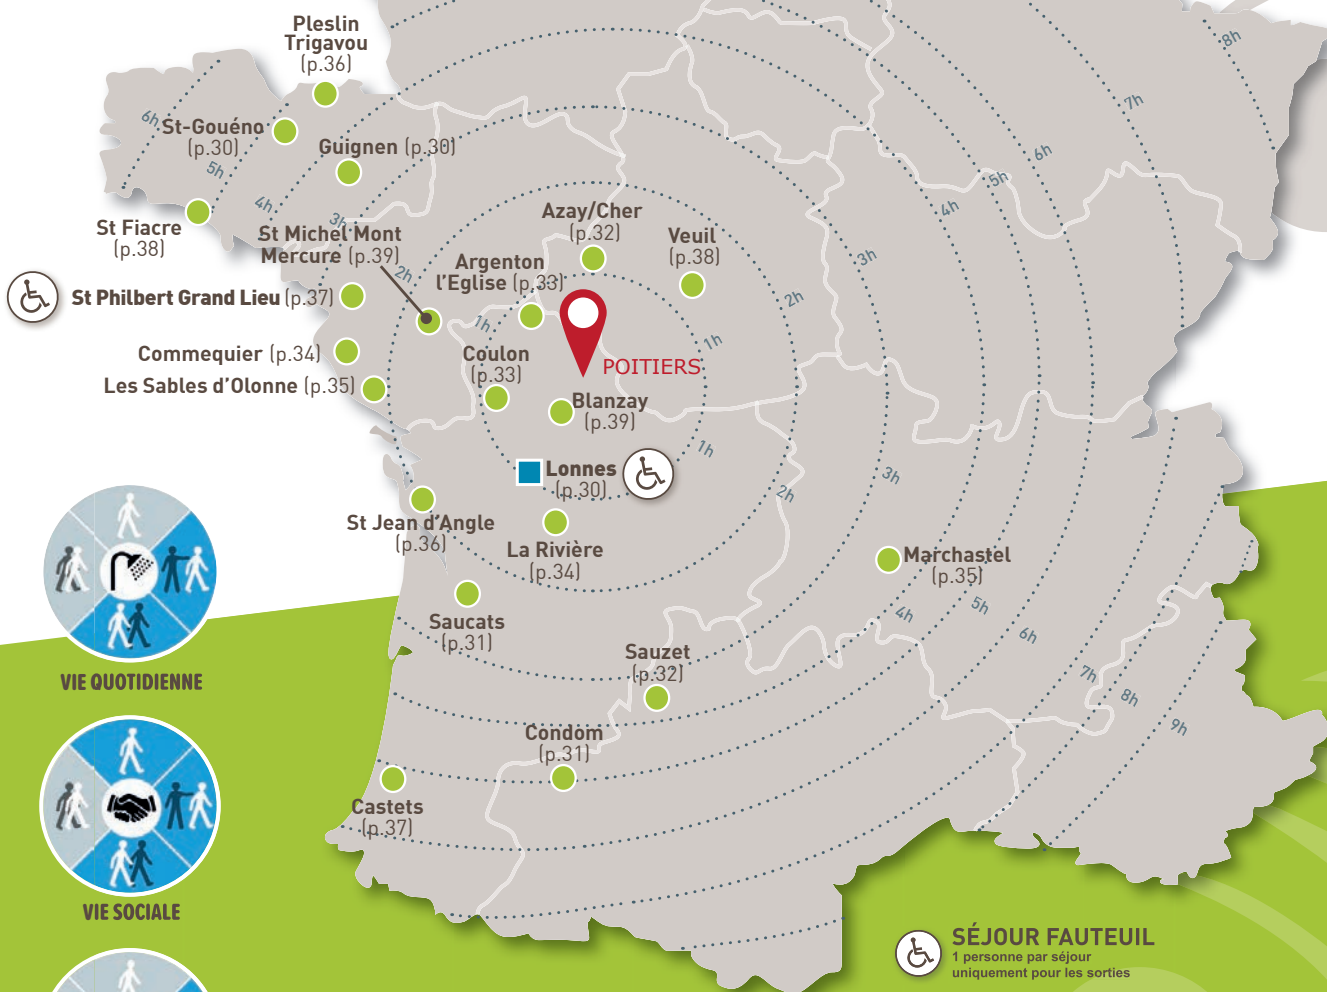 Pleslin
Trigavou
(p.36)
8h
7h
6h
St-Gouéno
(p.30)
Guignen (p.30)
6h
5h
5h
4h
4h
3h
St Fiacre
(p.38)
St Michel Mont
Mercure (p.39)
Azay/Cher
(p.32)
Veuil
(p.38)
3h
2h
Argenton
l'Eglise (p.33)
2h
St Philbert Grand Lieu (p.37)
1h
1h
Commequier (p.34)
Coulon
(p.33)
POITIERS
Les Sables d'Olonne (p.35)
Blanzay
(p.39)
1h
Lonnes
(p.30)
3h
2h
St Jean d'Angle
(p.36)
La Rivière
(p.34)
Marchastel
(p.35)
5h
4h
6h
Saucats
(p.31)
Sauzet
(p.32)
7h
8h
9h
VIE QUOTIDIENNE
Condom
(p.31)
Castets
(p.37)
VIE SOCIALE
SÉJOUR FAUTEUIL
1 personne par séjour
uniquement pour les sorties